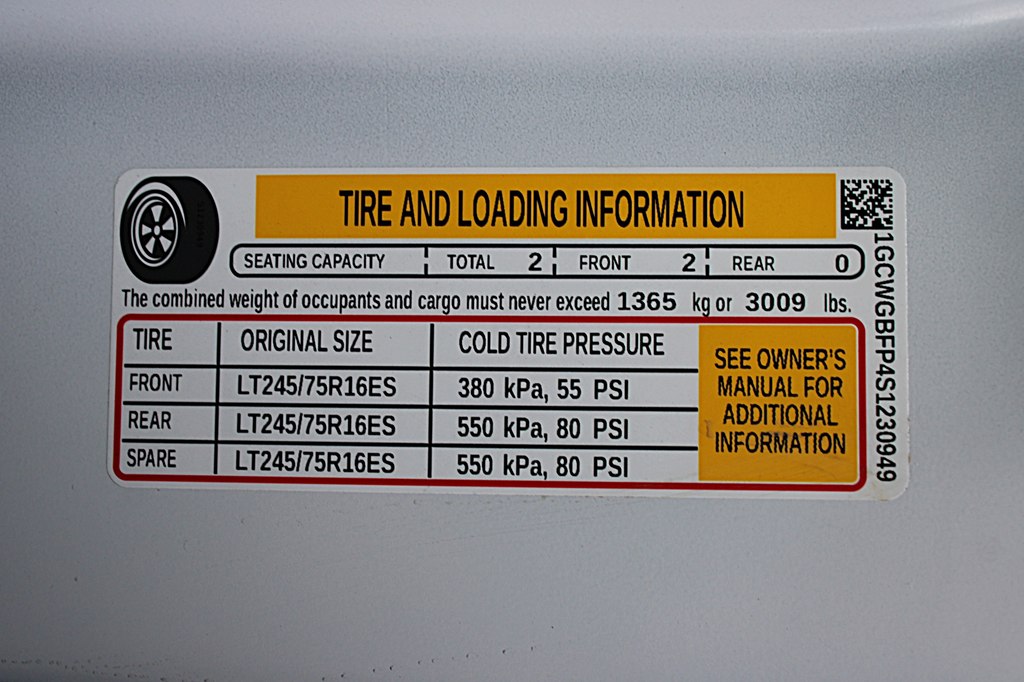 TIRE AND LOADING INFORMATION
SEATING CAPACITY TOTAL 2 FRONT 2 REAR 0
The combined weight of occupants and cargo must never exceed 1365 kg or 3009 lbs.
TIRE ORIGINAL SIZE COLD TIRE PRESSURE
FRONT LT245/75R16ES 380 kPa, 55 PSI
REAR LT245/75R16ES 550 kPa, 80 PSI
SPARE LT245/75R16ES 550 kPa, 80 PSI
SEE OWNER'S
MANUAL FOR
ADDITIONAL
INFORMATION
1GCWGBFP4S1230949